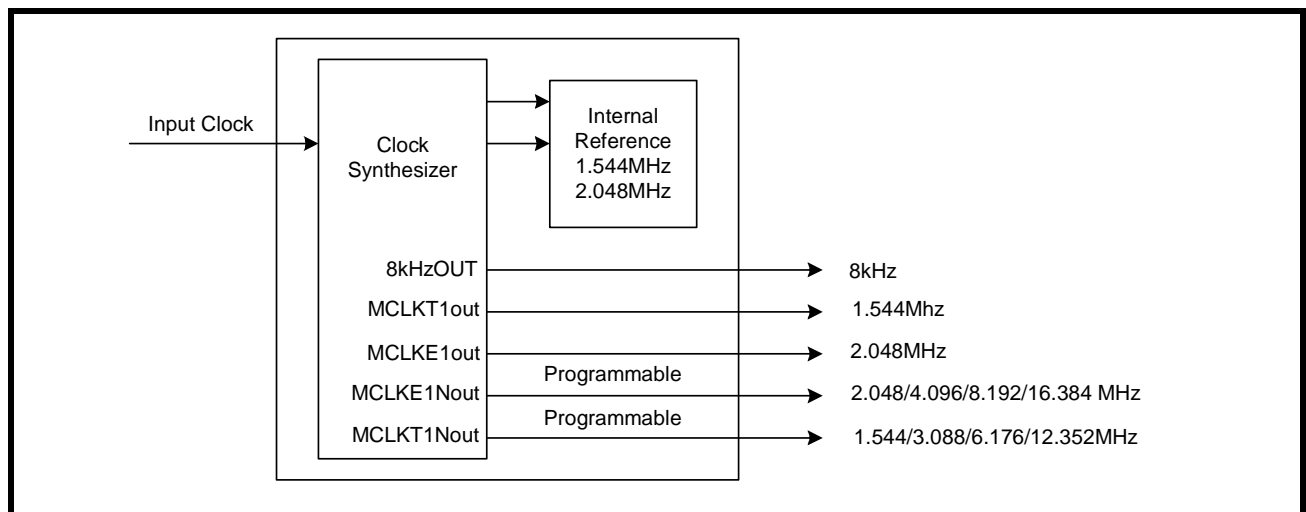 Input Clock
Clock
Synthesizer
Internal
Reference
1.544MHz
2.048MHz
8kHzOUT
8kHz
MCLKT1out
1.544Mhz
MCLKE1out
2.048MHz
MCLKE1Nout
Programmable
2.048/4.096/8.192/16.384 MHz
MCLKT1Nout
Programmable
1.544/3.088/6.176/12.352MHz